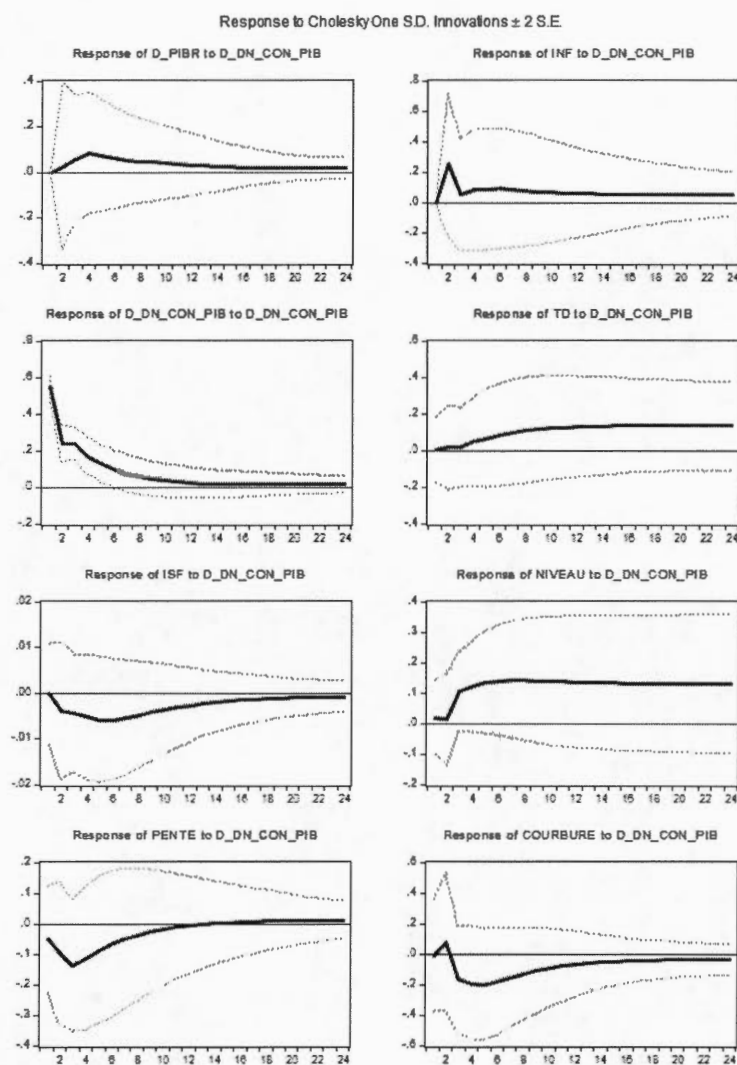 Response to Cholesky One S.D. Innovations ± 2 S.E.
Response of D_PIBR to D_DN_CON_PIB
.4
.2
.0
-.2
-.4
2 4 6 8 10 12 14 16 18 20 22 24
Response of INF to D_DN_CON_PIB
.8
.6
.4
.2
.0
-.2
-.4
2 4 6 8 10 12 14 16 18 20 22 24
Response of D_DN_CON_PIB to D_DN_CON_PIB
.8
.6
.4
.2
.0
-.2
2 4 6 8 10 12 14 16 18 20 22 24
Response of TD to D_DN_CON_PIB
.6
.4
.2
.0
-.2
-.4
2 4 6 8 10 12 14 16 18 20 22 24
Response of ISF to D_DN_CON_PIB
.02
.01
.00
-.01
-.02
2 4 6 8 10 12 14 16 18 20 22 24
Response of NIVEAU to D_DN_CON_PIB
.4
.3
.2
.1
.0
-.1
-.2
2 4 6 8 10 12 14 16 18 20 22 24
Response of PENTE to D_DN_CON_PIB
.2
.1
.0
-.1
-.2
-.3
-.4
2 4 6 8 10 12 14 16 18 20 22 24
Response of COURBURE to D_DN_CON_PIB
.6
.4
.2
.0
-.2
-.4
-.6
2 4 6 8 10 12 14 16 18 20 22 24